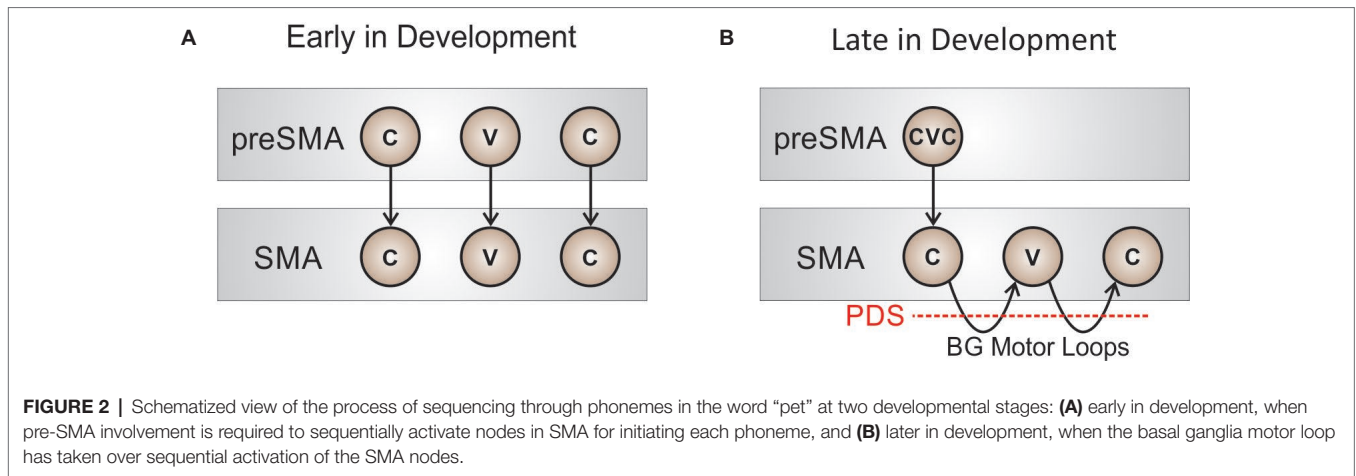 A Early in Development
preSMA C V C
SMA C V C
B Late in Development
preSMA CVC
SMA C V C
PDS
BG Motor Loops
FIGURE 2 | Schematized view of the process of sequencing through phonemes in the word “pet” at two developmental stages: (A) early in development, when
pre-SMA involvement is required to sequentially activate nodes in SMA for initiating each phoneme, and (B) later in development, when the basal ganglia motor loop
has taken over sequential activation of the SMA nodes.